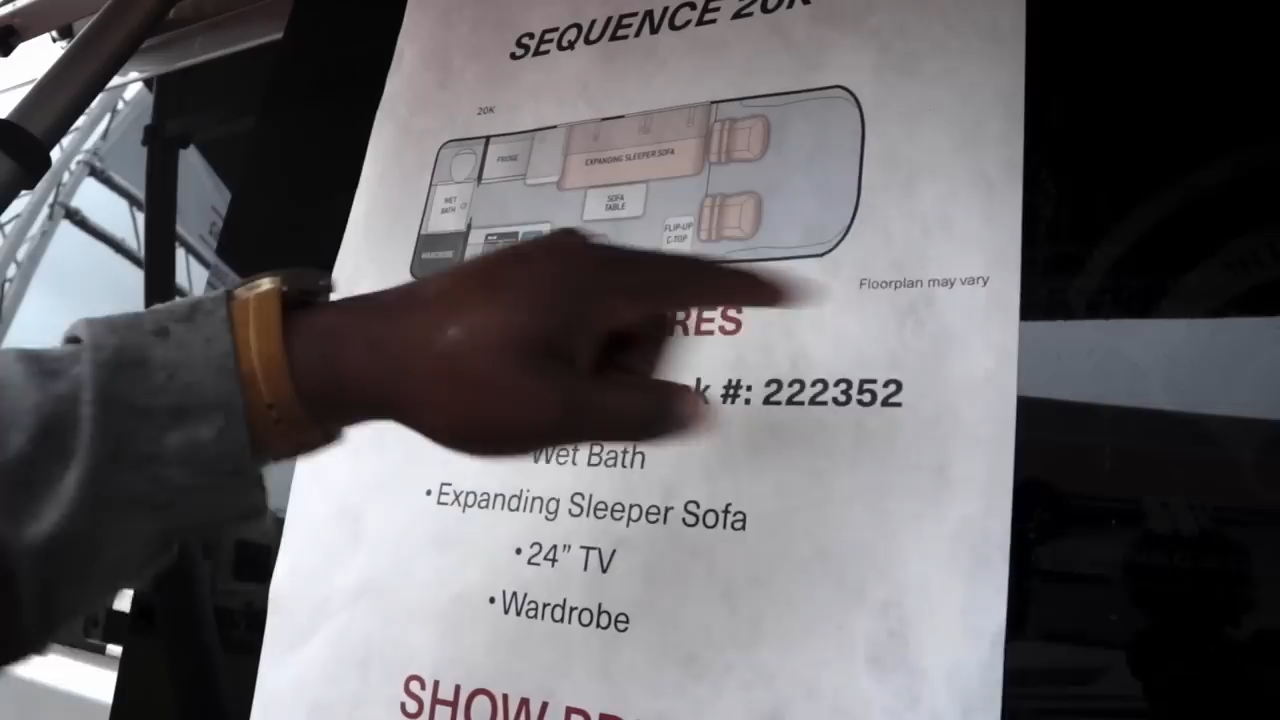 SEQUENCE 20K
20K
FRIDGE
EXPANDING SLEEPER SOFA
WET
BATH
SOFA
TABLE
FLIP-UP
C-TOP
WARDROBE
Floorplan may vary
RES
k #: 222352
Wet Bath
•Expanding Sleeper Sofa
•24” TV
•Wardrobe
SHOW